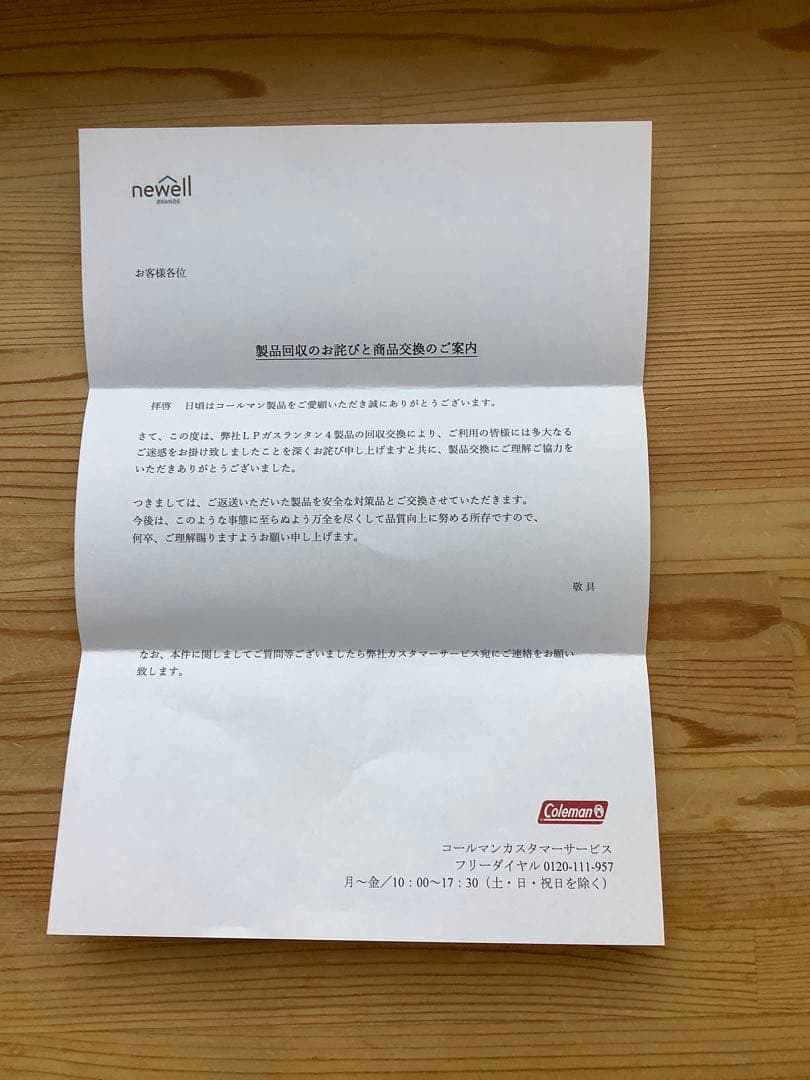 newell
BRANDS
お客様各位
製品回収のお詫びと商品交換のご案内
拝啓　日頃はコールマン製品をご愛顧いただき誠にありがとうございます。
さて、この度は、弊社ＬＰガスランタン４製品の回収交換により、ご利用の皆様には多大なる
ご迷惑をお掛け致しましたことを深くお詫び申し上げますと共に、製品交換にご理解ご協力を
いただきありがとうございました。
つきましては、ご返送いただいた製品を安全な対策品とご交換させていただきます。
今後は、このような事態に至らぬよう万全を尽くして品質向上に努める所存ですので、
何卒、ご理解賜りますようお願い申し上げます。
敬具
なお、本件に関しましてご質問等ございましたら弊社カスタマーサービス宛にご連絡をお願い
致します。
Coleman
コールマンカスタマーサービス
フリーダイヤル 0120-111-957
月～金／10：00～17：30（土・日・祝日を除く）